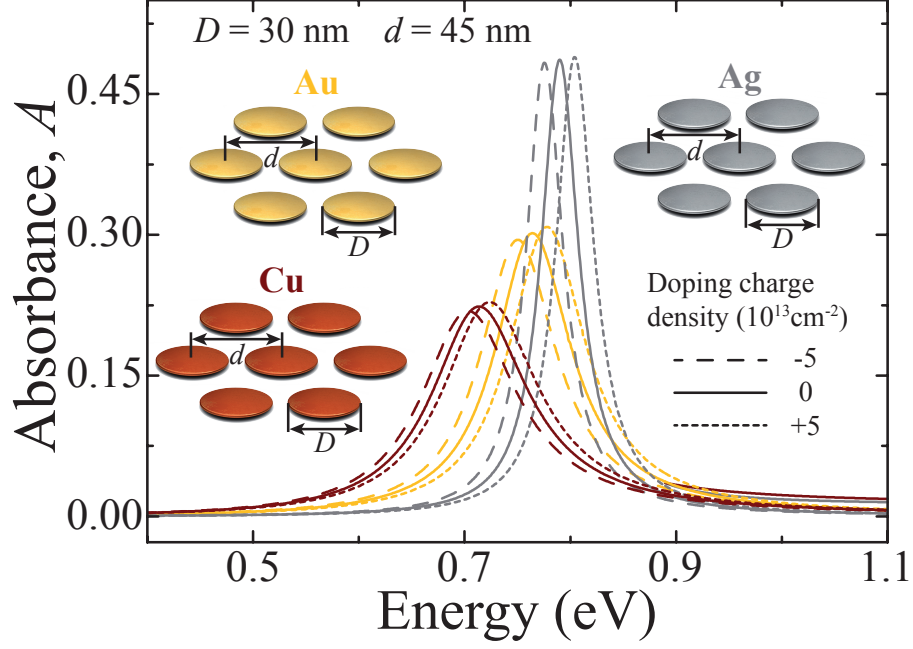 D = 30 nm d = 45 nm
Absorbance, A
0.45
0.30
0.15
0.00
Au
d
D
Ag
d
D
Cu
d
D
Doping charge
density (10¹³cm⁻²)
-5
0
+5
0.5 0.7 0.9 1.1
Energy (eV)